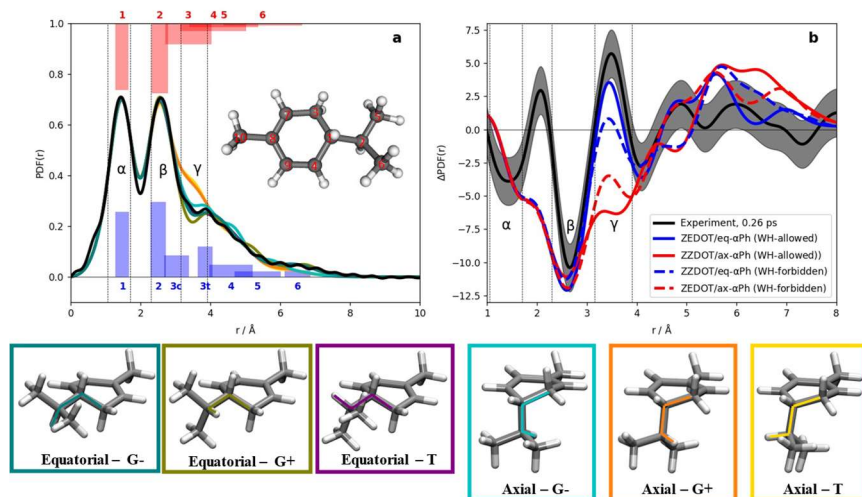 1 2 3 4 5 6
1.0
0.8
0.6
0.4
0.2
0.0
PDF(r)
a
α β γ
1 2 3c 3t 4 5 6
0 2 4 6 8 10
r / Å
b
7.5
5.0
2.5
0.0
-2.5
-5.0
-7.5
-10.0
-12.5
ΔPDF(r)
α β γ
Experiment, 0.26 ps
ZEDOT/eq-αPh (WH-allowed)
ZZDOT/ax-αPh (WH-allowed))
ZZDOT/eq-αPh (WH-forbidden)
ZEDOT/ax-αPh (WH-forbidden)
1 2 3 4 5 6 7 8
r / Å
Equatorial – G-
Equatorial – G+
Equatorial – T
Axial – G-
Axial – G+
Axial – T